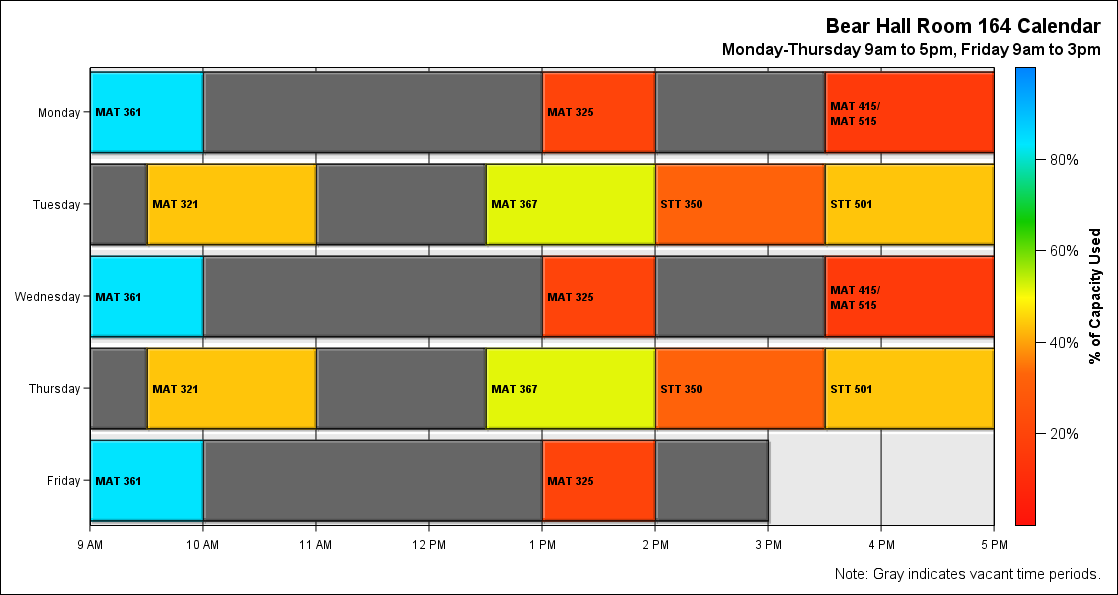 Bear Hall Room 164 Calendar
Monday-Thursday 9am to 5pm, Friday 9am to 3pm
Monday
MAT 361
MAT 325
MAT 415/
MAT 515
Tuesday
MAT 321
MAT 367
STT 350
STT 501
Wednesday
MAT 361
MAT 325
MAT 415/
MAT 515
Thursday
MAT 321
MAT 367
STT 350
STT 501
Friday
MAT 361
MAT 325
9 AM
10 AM
11 AM
12 PM
1 PM
2 PM
3 PM
4 PM
5 PM
80%
60%
40%
20%
% of Capacity Used
Note: Gray indicates vacant time periods.